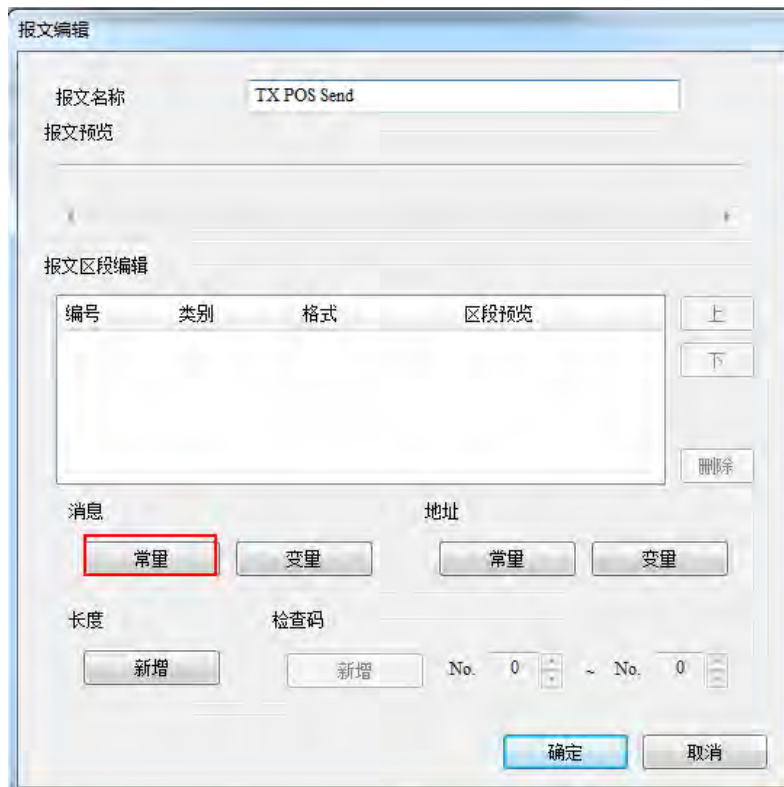 报文编辑
报文名称 TX POS Send
报文预览
报文区段编辑
编号 类别 格式 区段预览
上
下
删除
消息 地址
常量 变量 常量 变量
长度 检查码
新增 新增 No. 0 ~ No. 0
确定 取消